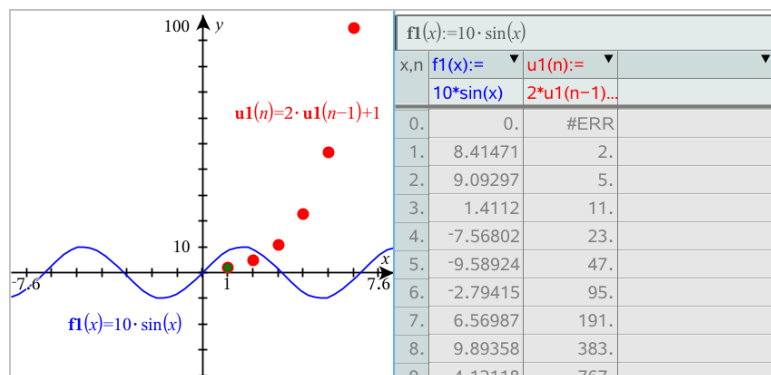 100
y
u1(n)=2·u1(n−1)+1
10
x
-7.6
1
7.6
f1(x)=10·sin(x)
f1(x):=10·sin(x)
x,n f1(x):= ▼ u1(n):= ▼ ▼
10*sin(x) 2*u1(n−1)...
0. 0. #ERR
1. 8.41471 2.
2. 9.09297 5.
3. 1.4112 11.
4. -7.56802 23.
5. -9.58924 47.
6. -2.79415 95.
7. 6.56987 191.
8. 9.89358 383.